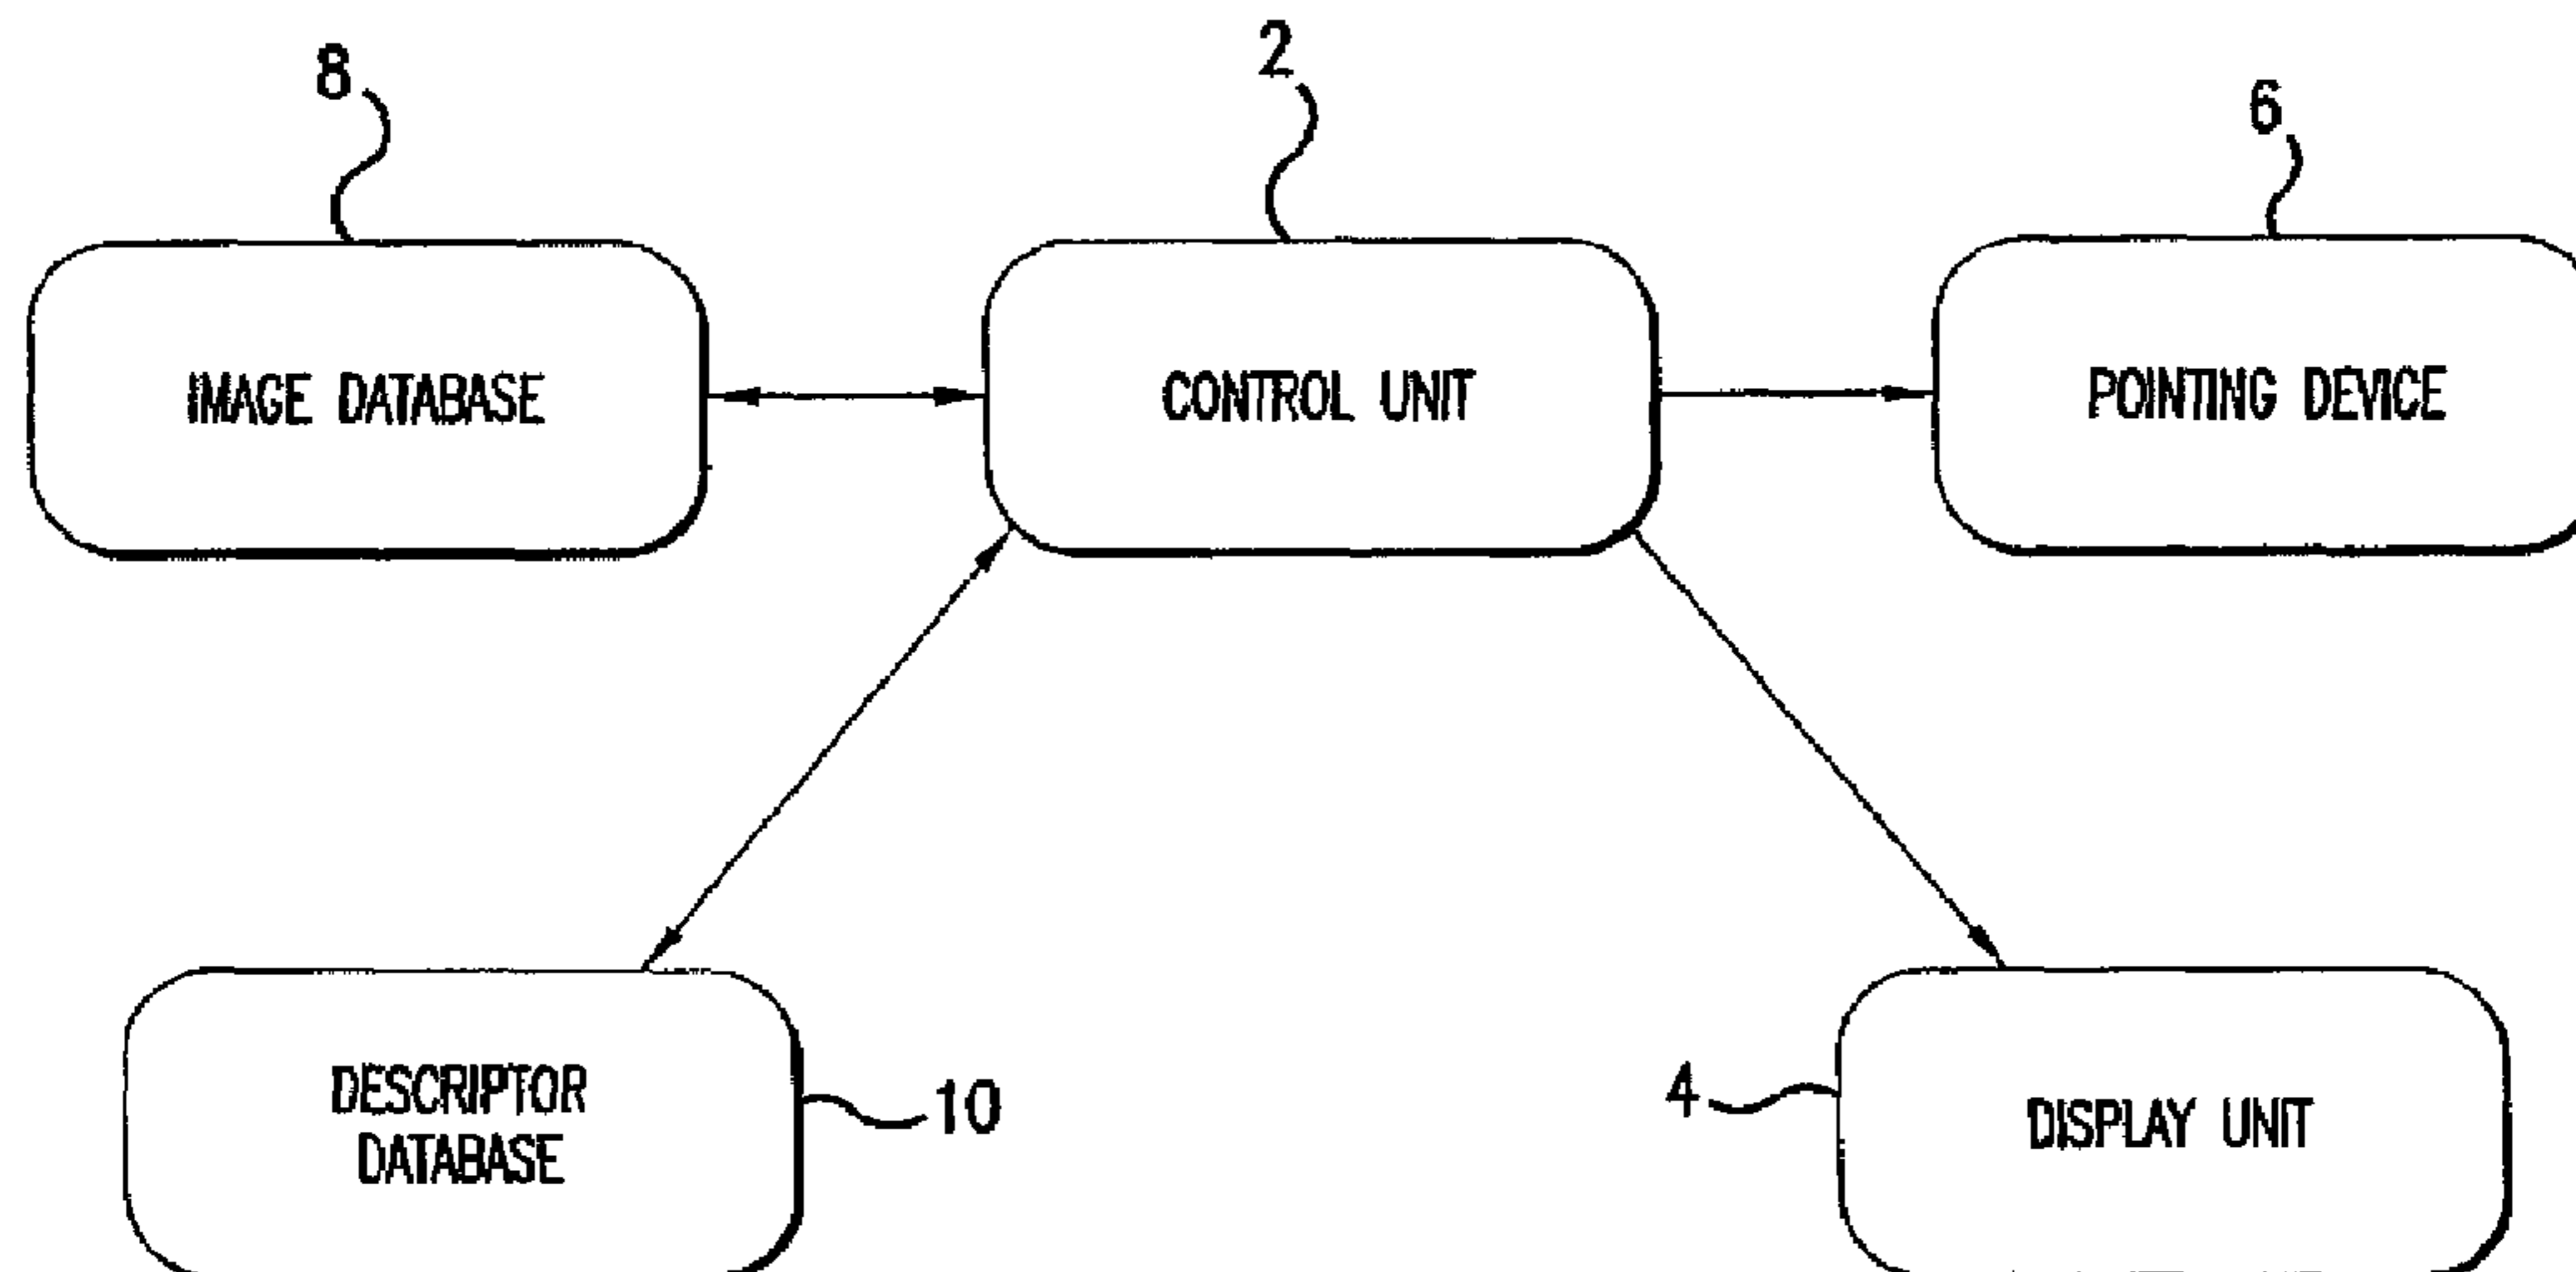 8
2
6
IMAGE DATABASE
CONTROL UNIT
POINTING DEVICE
DESCRIPTOR
DATABASE
10
4
DISPLAY UNIT